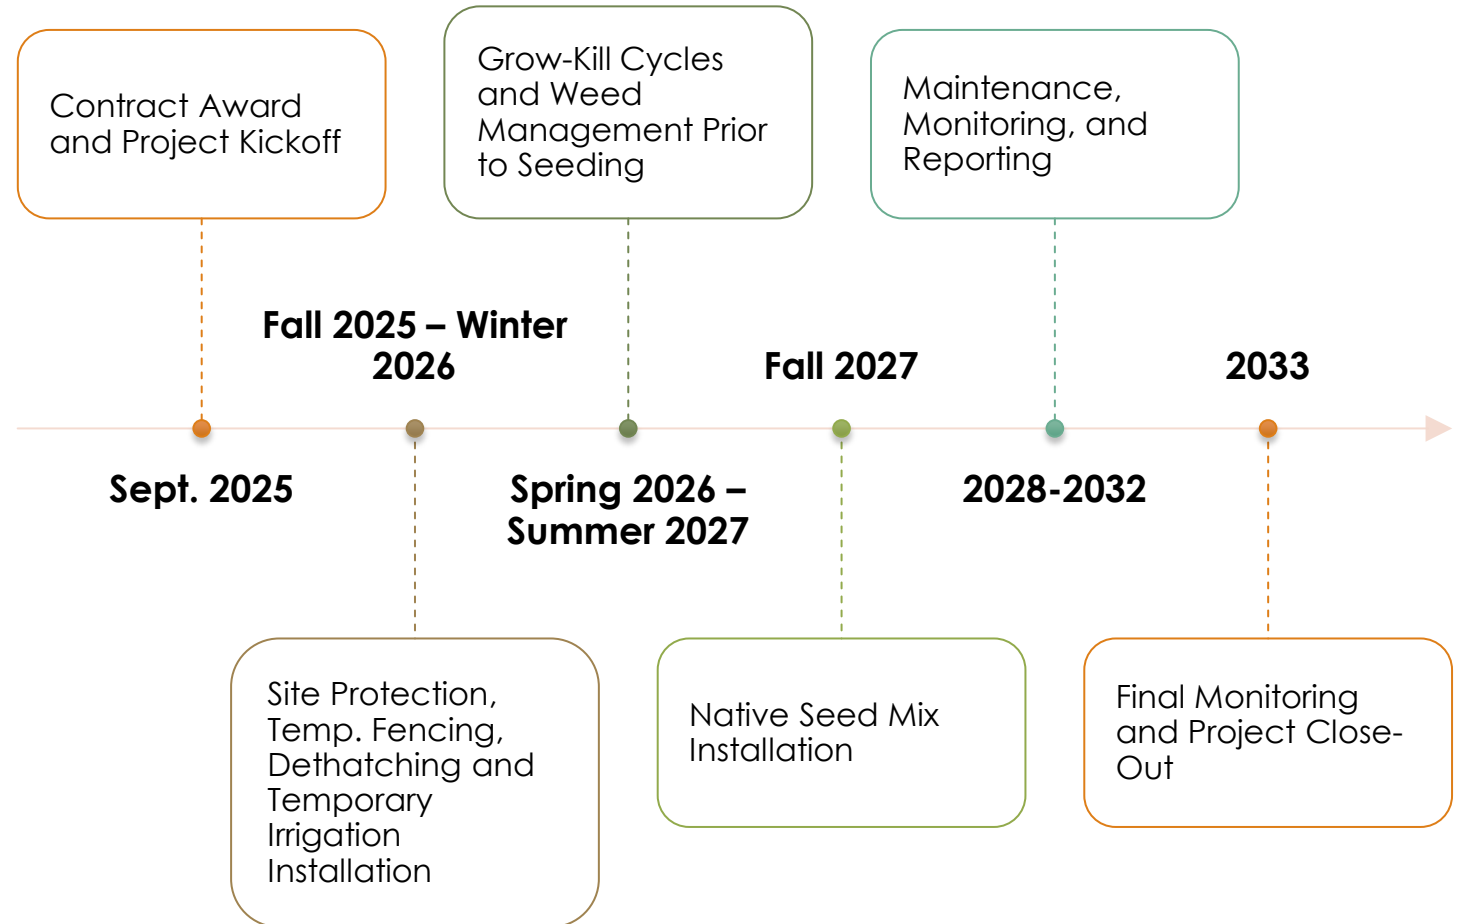 Contract Award
and Project Kickoff
Grow-Kill Cycles
and Weed
Management Prior
to Seeding
Maintenance,
Monitoring, and
Reporting
Fall 2025 – Winter
2026
Fall 2027
2033
Sept. 2025
Spring 2026 –
Summer 2027
2028-2032
Site Protection,
Temp. Fencing,
Dethatching and
Temporary
Irrigation
Installation
Native Seed Mix
Installation
Final Monitoring
and Project Close-
Out